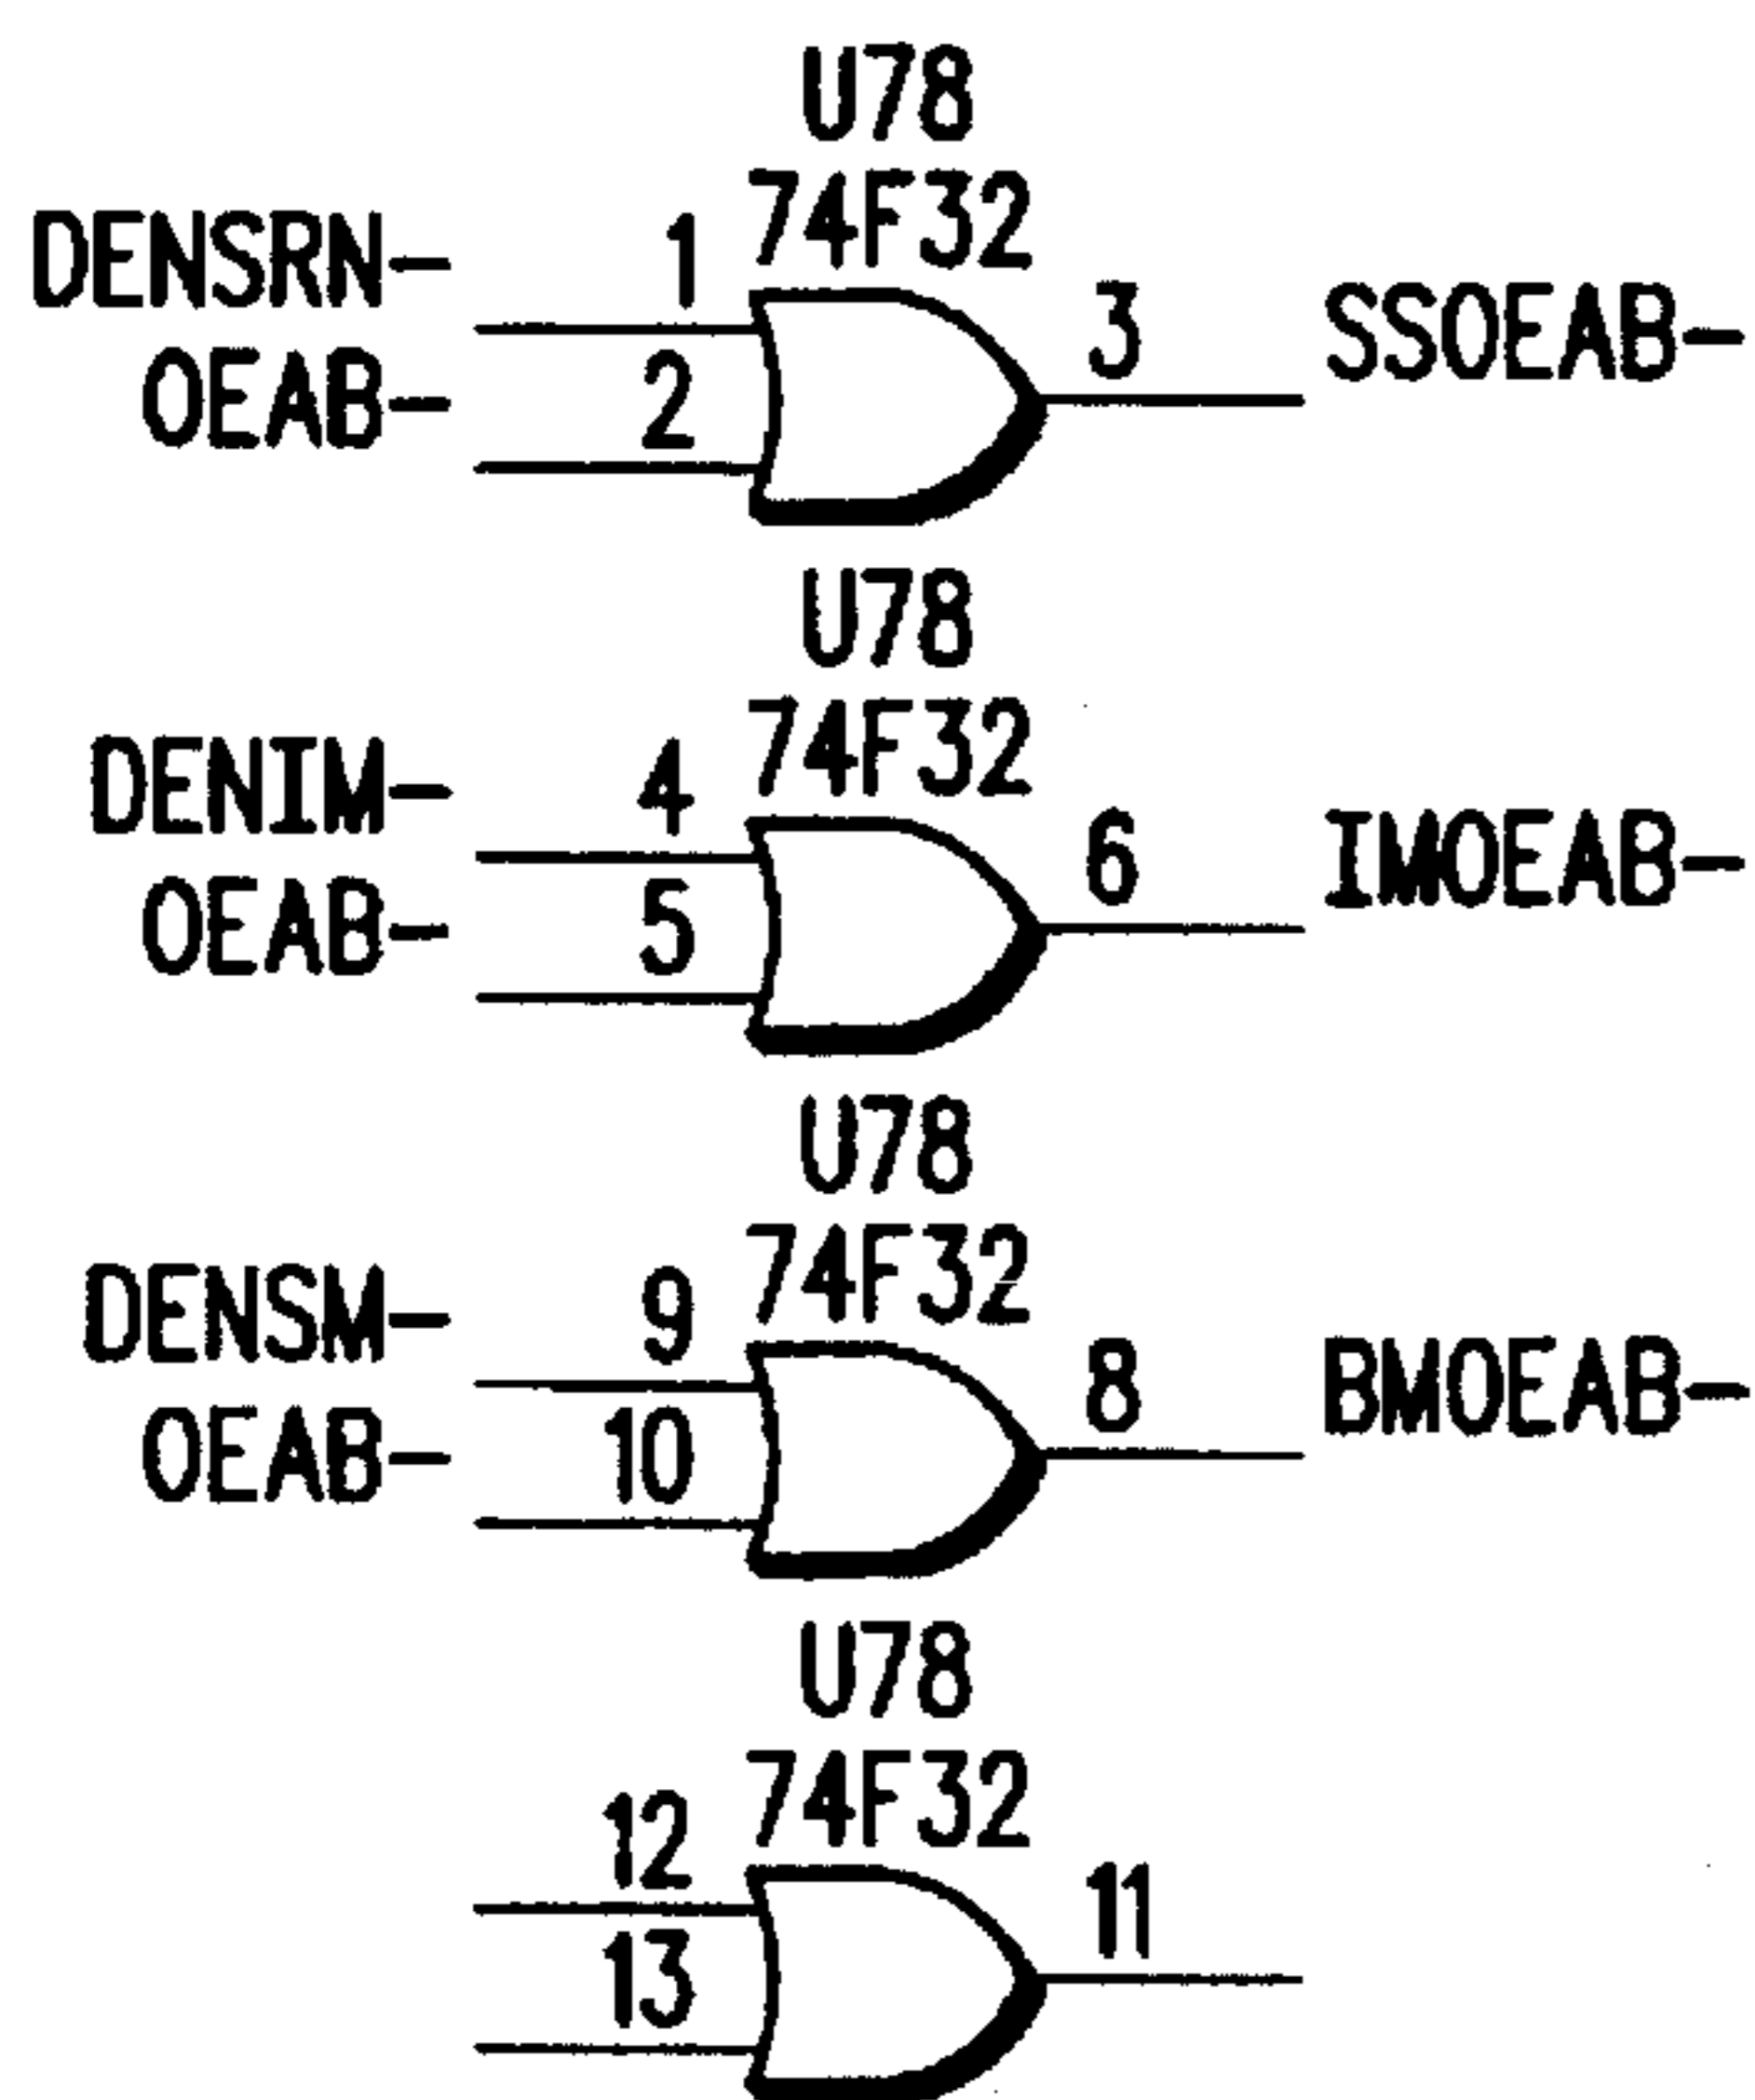 U78
74F32
DENSRN-
1
3
SSOEAB-
OEAB-
2
U78
74F32
DENIM-
4
6
IMOEAB-
OEAB-
5
U78
74F32
DENSM-
9
8
BMOEAB-
OEAB-
10
U78
74F32
12
11
13